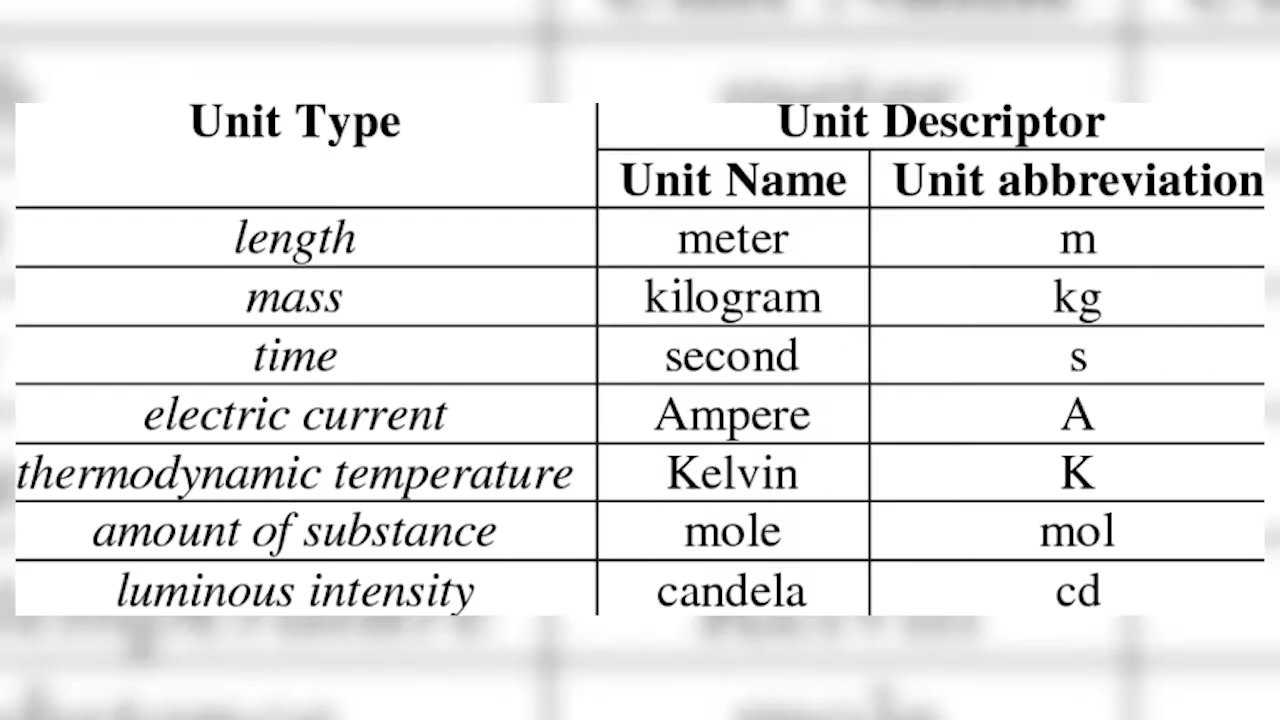 Unit Type Unit Descriptor
Unit Name Unit abbreviation
length meter m
mass kilogram kg
time second s
electric current Ampere A
thermodynamic temperature Kelvin K
amount of substance mole mol
luminous intensity candela cd